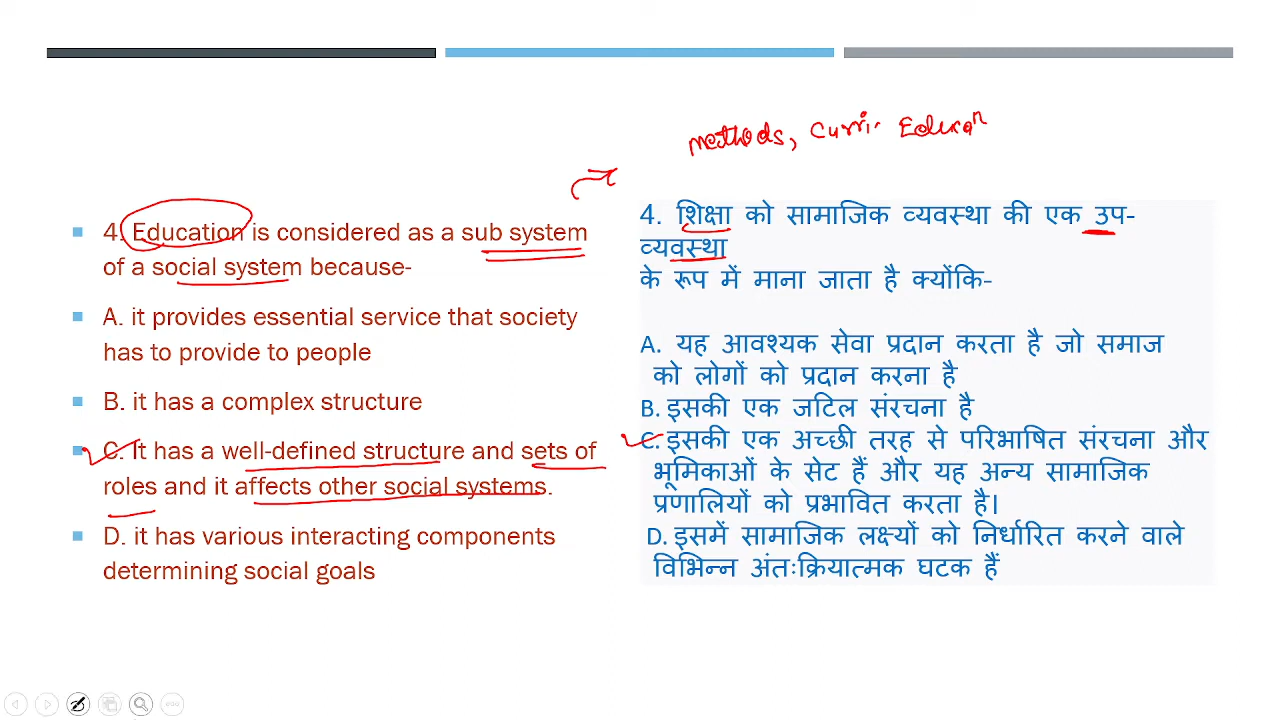 methods, Curri. Educan
4. Education is considered as a sub system
of a social system because-
A. it provides essential service that society
has to provide to people
B. it has a complex structure
C. It has a well-defined structure and sets of
roles and it affects other social systems.
D. it has various interacting components
determining social goals
4. शिक्षा को सामाजिक व्यवस्था की एक उप-
व्यवस्था
के रूप में माना जाता है क्योंकि-
A. यह आवश्यक सेवा प्रदान करता है जो समाज
को लोगों को प्रदान करना है
B. इसकी एक जटिल संरचना है
C. इसकी एक अच्छी तरह से परिभाषित संरचना और
भूमिकाओं के सेट हैं और यह अन्य सामाजिक
प्रणालियों को प्रभावित करता है।
D. इसमें सामाजिक लक्ष्यों को निर्धारित करने वाले
विभिन्न अंतःक्रियात्मक घटक हैं